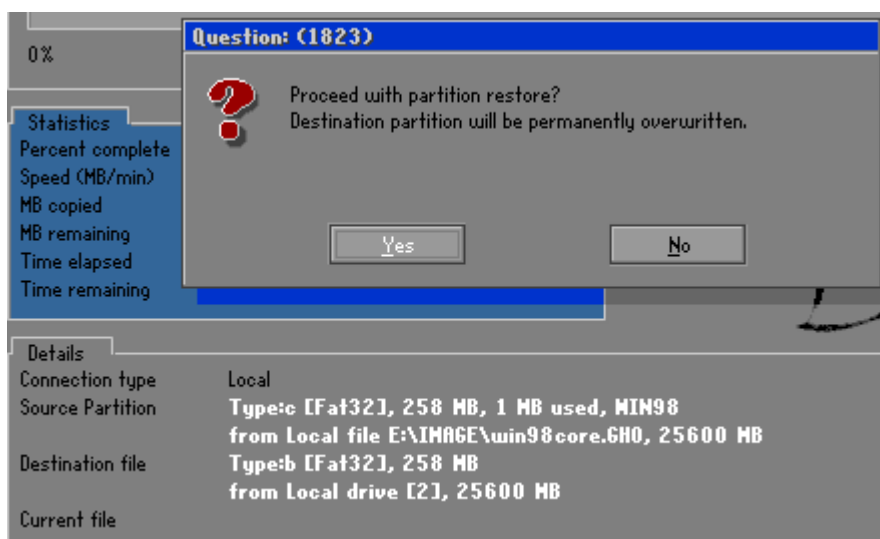 Question: (1823)
0%
Proceed with partition restore?
Destination partition will be permanently overwritten.
Yes
No
Statistics
Percent complete
Speed (MB/min)
MB copied
MB remaining
Time elapsed
Time remaining
Details
Connection type Local
Source Partition Type:c [Fat32], 258 MB, 1 MB used, MIN98
from Local file E:\IMAGE\win98core.GHO, 25600 MB
Destination file Type:b [Fat32], 258 MB
from Local drive [2], 25600 MB
Current file